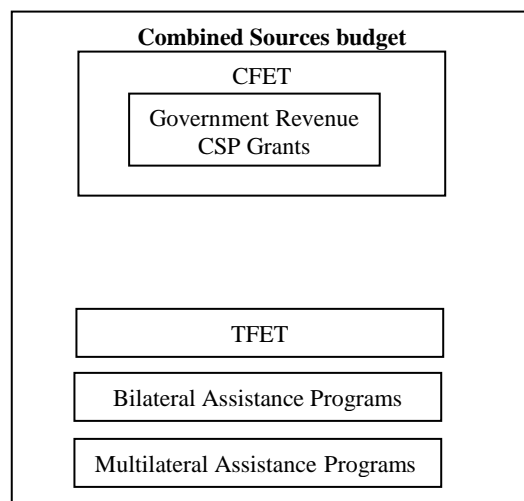 Combined Sources budget
CFET
Government Revenue
CSP Grants
TFET
Bilateral Assistance Programs
Multilateral Assistance Programs